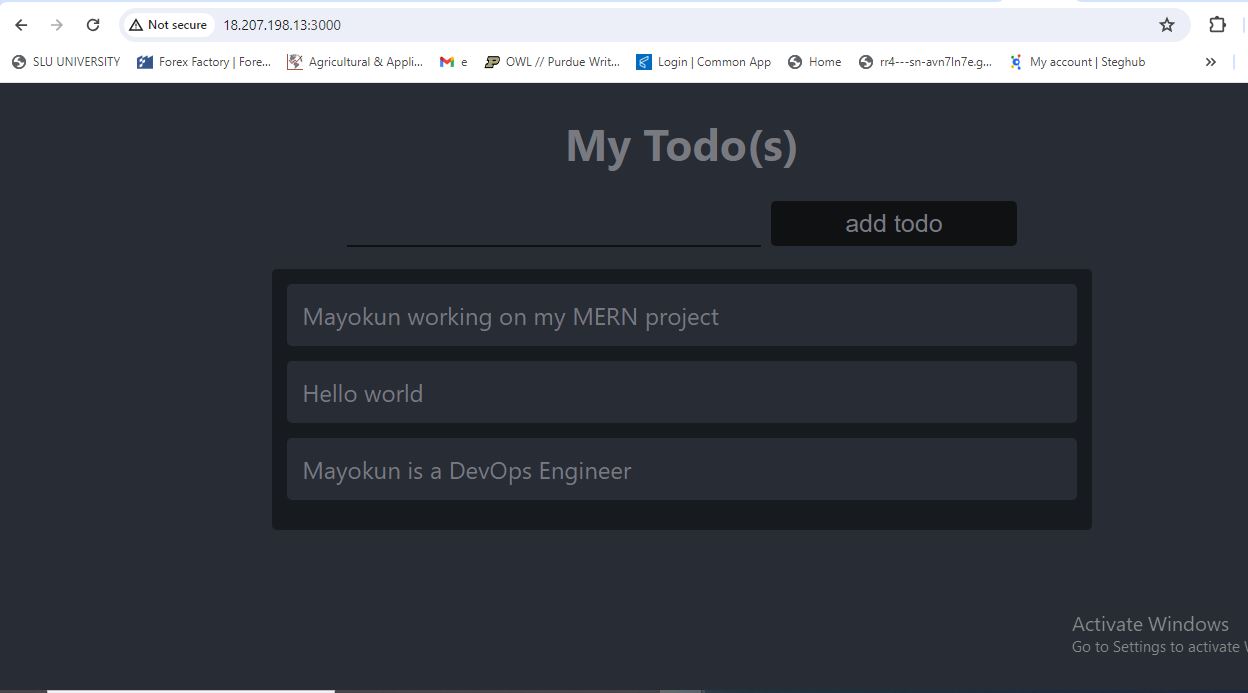 Not secure 18.207.198.13:3000
SLU UNIVERSITY Forex Factory | Fore... Agricultural & Appli... e OWL // Purdue Writ... Login | Common App Home rr4---sn-avn7ln7e.g... My account | Steghub »
My Todo(s)
add todo
Mayokun working on my MERN project
Hello world
Mayokun is a DevOps Engineer
Activate Windows
Go to Settings to activate